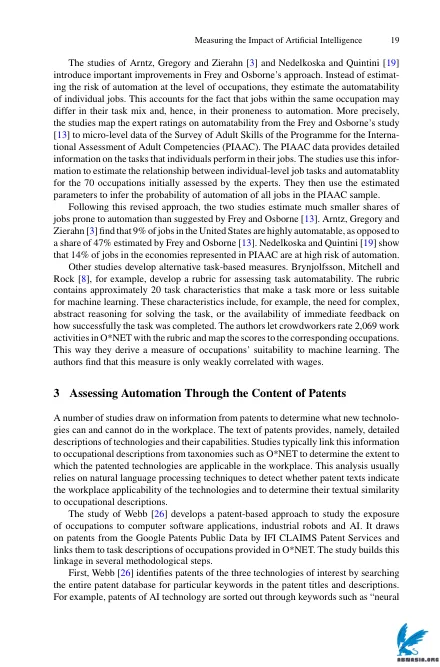 Measuring the Impact of Artificial Intelligence 19
The studies of Arntz, Gregory and Zierahn [3] and Nedelkoska and Quintini [19]
introduce important improvements in Frey and Osborne's approach. Instead of estimat-
ing the risk of automation at the level of occupations, they estimate the automatability
of individual jobs. This accounts for the fact that jobs within the same occupation may
differ in their task mix and, hence, in their proneness to automation. More precisely,
the studies map the expert ratings on automatability from the Frey and Osborne's study
[13] to micro-level data of the Survey of Adult Skills of the Programme for the Interna-
tional Assessment of Adult Competencies (PIAAC). The PIAAC data provides detailed
information on the tasks that individuals perform in their jobs. The studies use this infor-
mation to estimate the relationship between individual-level job tasks and automatablity
for the 70 occupations initially assessed by the experts. They then use the estimated
parameters to infer the probability of automation of all jobs in the PIAAC sample.
Following this revised approach, the two studies estimate much smaller shares of
jobs prone to automation than suggested by Frey and Osborne [13]. Arntz, Gregory and
Zierahn [3] find that 9% of jobs in the United States are highly automatable, as opposed to
a share of 47% estimated by Frey and Osborne [13]. Nedelkoska and Quintini [19] show
that 14% of jobs in the economies represented in PIAAC are at high risk of automation.
Other studies develop alternative task-based measures. Brynjolfsson, Mitchell and
Rock [8], for example, develop a rubric for assessing task automatability. The rubric
contains approximately 20 task characteristics that make a task more or less suitable
for machine learning. These characteristics include, for example, the need for complex,
abstract reasoning for solving the task, or the availability of immediate feedback on
how successfully the task was completed. The authors let crowdworkers rate 2,069 work
activities in O*NET with the rubric and map the scores to the corresponding occupations.
This way they derive a measure of occupations' suitability to machine learning. The
authors find that this measure is only weakly correlated with wages.
3 Assessing Automation Through the Content of Patents
A number of studies draw on information from patents to determine what new technolo-
gies can and cannot do in the workplace. The text of patents provides, namely, detailed
descriptions of technologies and their capabilities. Studies typically link this information
to occupational descriptions from taxonomies such as O*NET to determine the extent to
which the patented technologies are applicable in the workplace. This analysis usually
relies on natural language processing techniques to detect whether patent texts indicate
the workplace applicability of the technologies and to determine their textual similarity
to occupational descriptions.
The study of Webb [26] develops a patent-based approach to study the exposure
of occupations to computer software applications, industrial robots and AI. It draws
on patents from the Google Patents Public Data by IFI CLAIMS Patent Services and
links them to task descriptions of occupations provided in O*NET. The study builds this
linkage in several methodological steps.
First, Webb [26] identifies patents of the three technologies of interest by searching
the entire patent database for particular keywords in the patent titles and descriptions.
For example, patents of AI technology are sorted out through keywords such as "neural